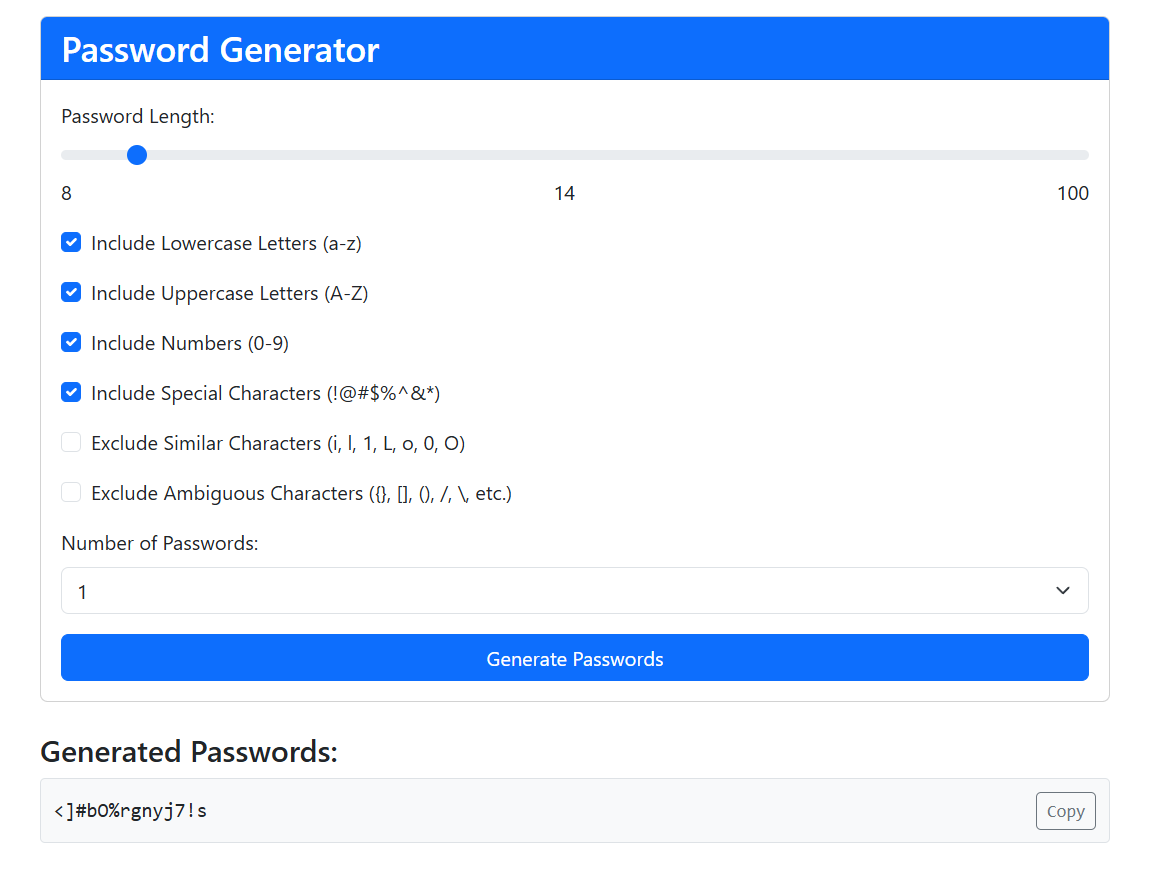 Password Generator
Password Length:
8 14 100
Include Lowercase Letters (a-z)
Include Uppercase Letters (A-Z)
Include Numbers (0-9)
Include Special Characters (!@#$%^&*)
Exclude Similar Characters (i, l, 1, L, o, 0, O)
Exclude Ambiguous Characters ({}, [], (), /, \, etc.)
Number of Passwords:
1
Generate Passwords
Generated Passwords:
<]#bO%rgnyj7!s
Copy